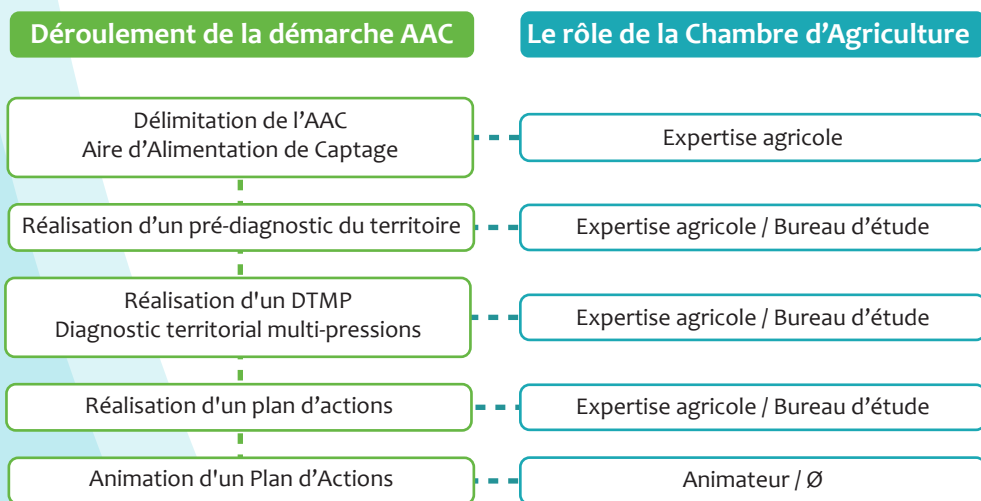 Déroulement de la démarche AAC
Le rôle de la Chambre d’Agriculture
Délimitation de l’AAC
Aire d’Alimentation de Captage
Expertise agricole
Réalisation d’un pré-diagnostic du territoire
Expertise agricole / Bureau d’étude
Réalisation d'un DTMP
Diagnostic territorial multi-pressions
Expertise agricole / Bureau d’étude
Réalisation d'un plan d’actions
Expertise agricole / Bureau d’étude
Animation d'un Plan d’Actions
Animateur / Ø